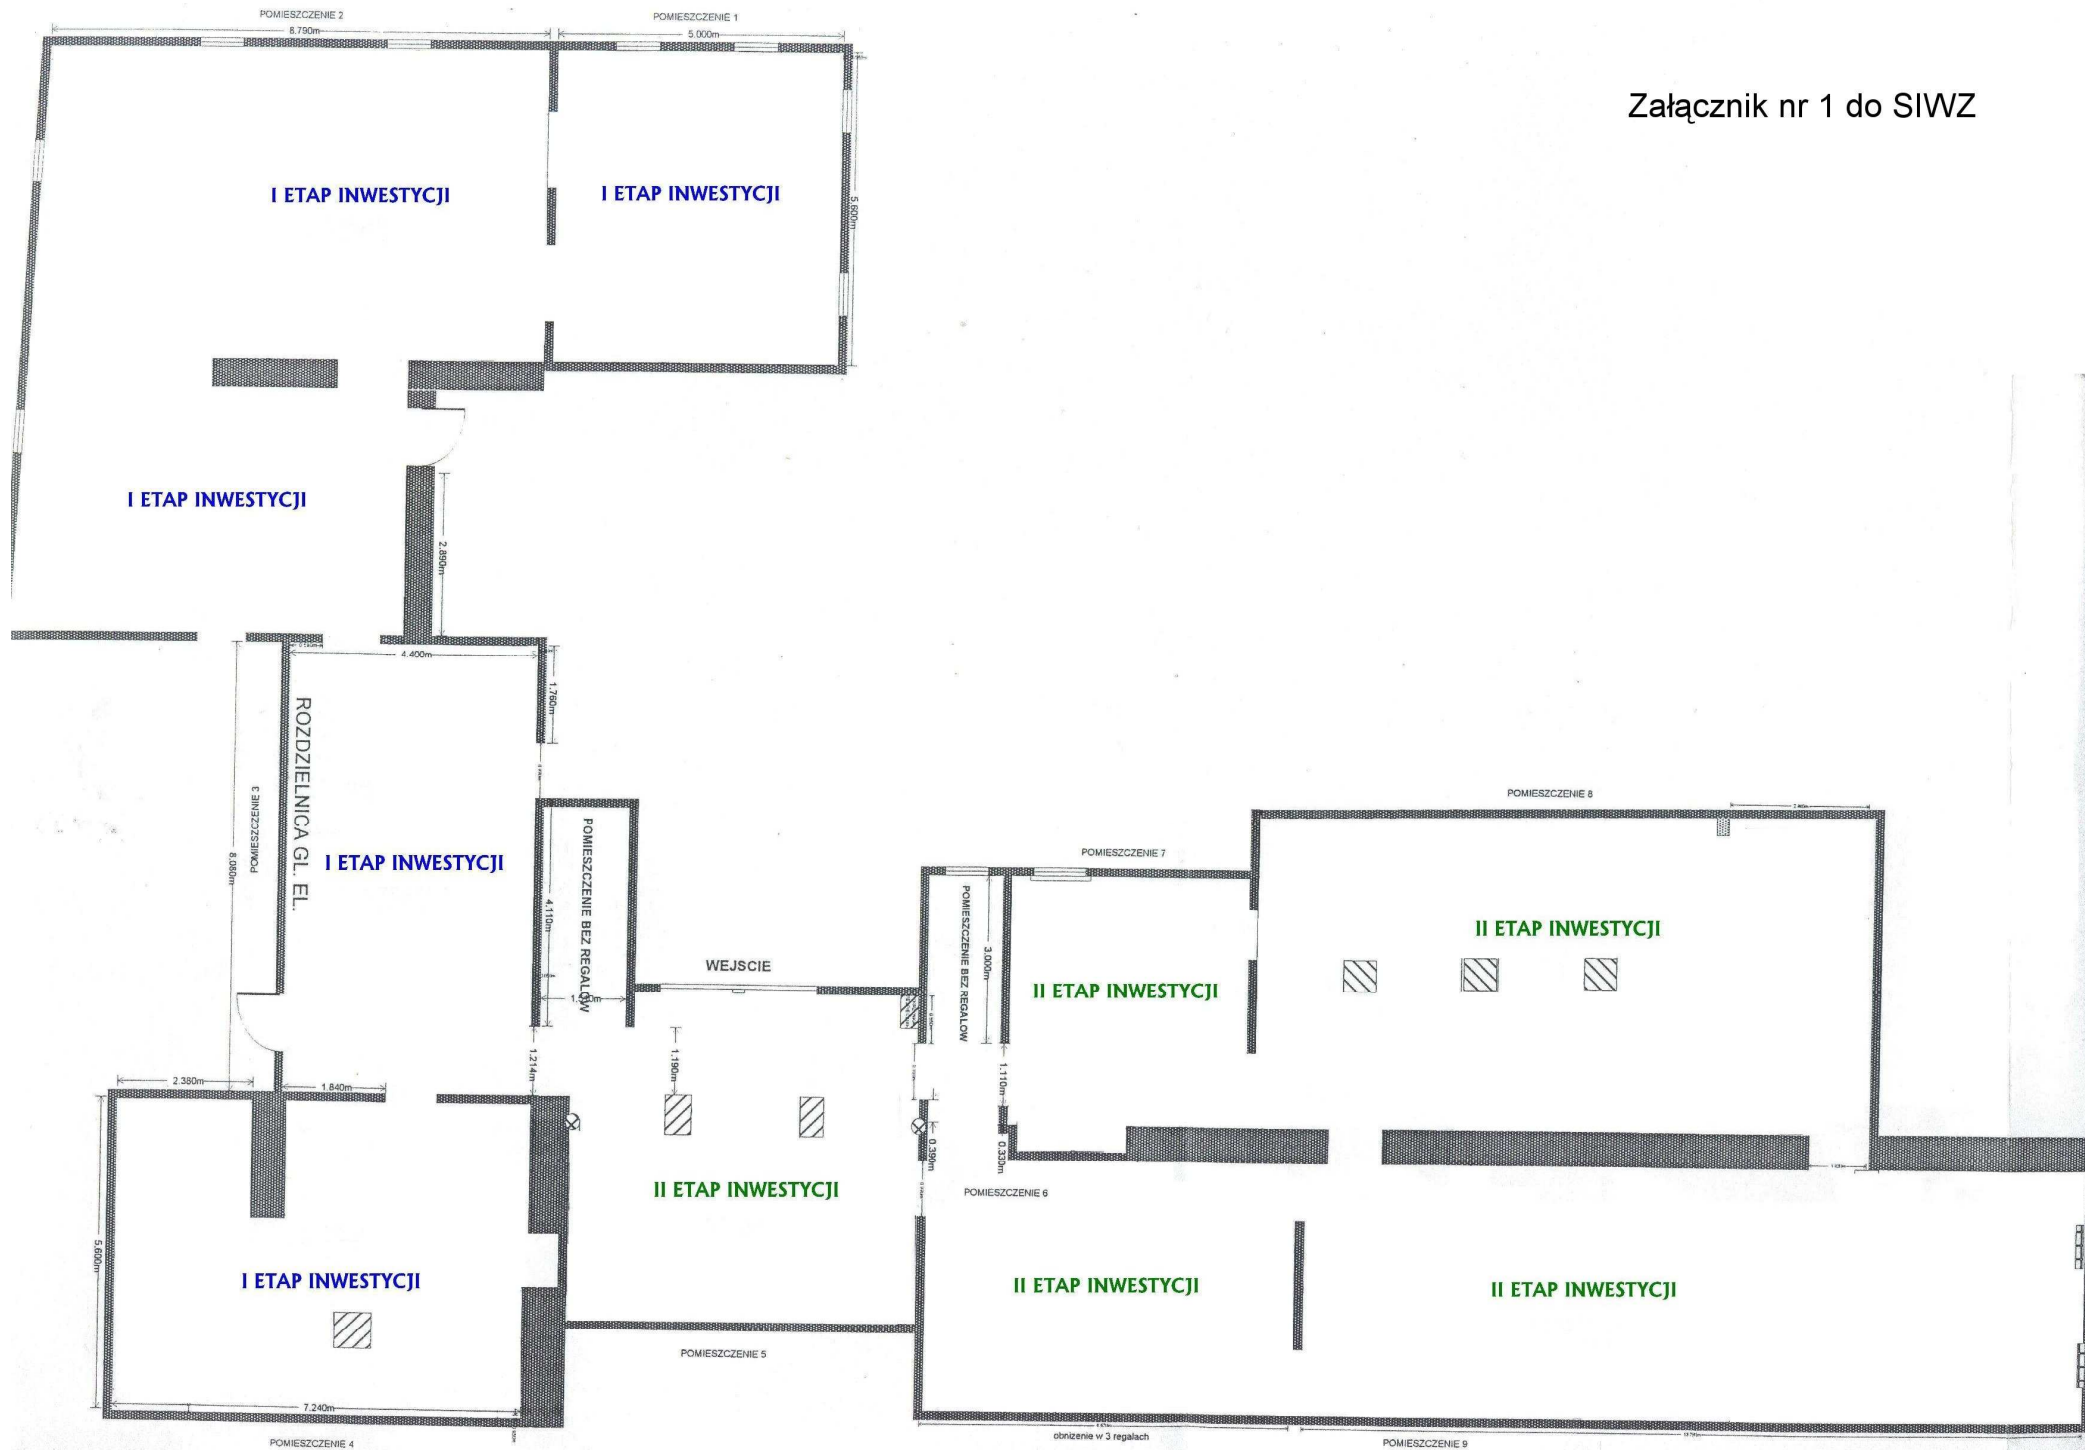 POMIESZCZENIE 2
POMIESZCZENIE 1
8.790m
5.000m
Załącznik nr 1 do SIWZ
I ETAP INWESTYCJI
I ETAP INWESTYCJI
5.600m
I ETAP INWESTYCJI
2.890m
4.400m
1.760m
ROZDZIELNICA GL. EL.
POMIESZCZENIE 3
8.080m
I ETAP INWESTYCJI
POMIESZCZENIE BEZ REGALOW
4.110m
WEJSCIE
POMIESZCZENIE 7
POMIESZCZENIE 8
POMIESZCZENIE BEZ REGALOW
3.000m
II ETAP INWESTYCJI
II ETAP INWESTYCJI
1.214m
1.190m
1.110m
2.380m
1.840m
0.390m
0.330m
II ETAP INWESTYCJI
POMIESZCZENIE 6
5.600m
I ETAP INWESTYCJI
II ETAP INWESTYCJI
II ETAP INWESTYCJI
POMIESZCZENIE 5
7.240m
POMIESZCZENIE 4
obnizenie w 3 regalach
POMIESZCZENIE 9